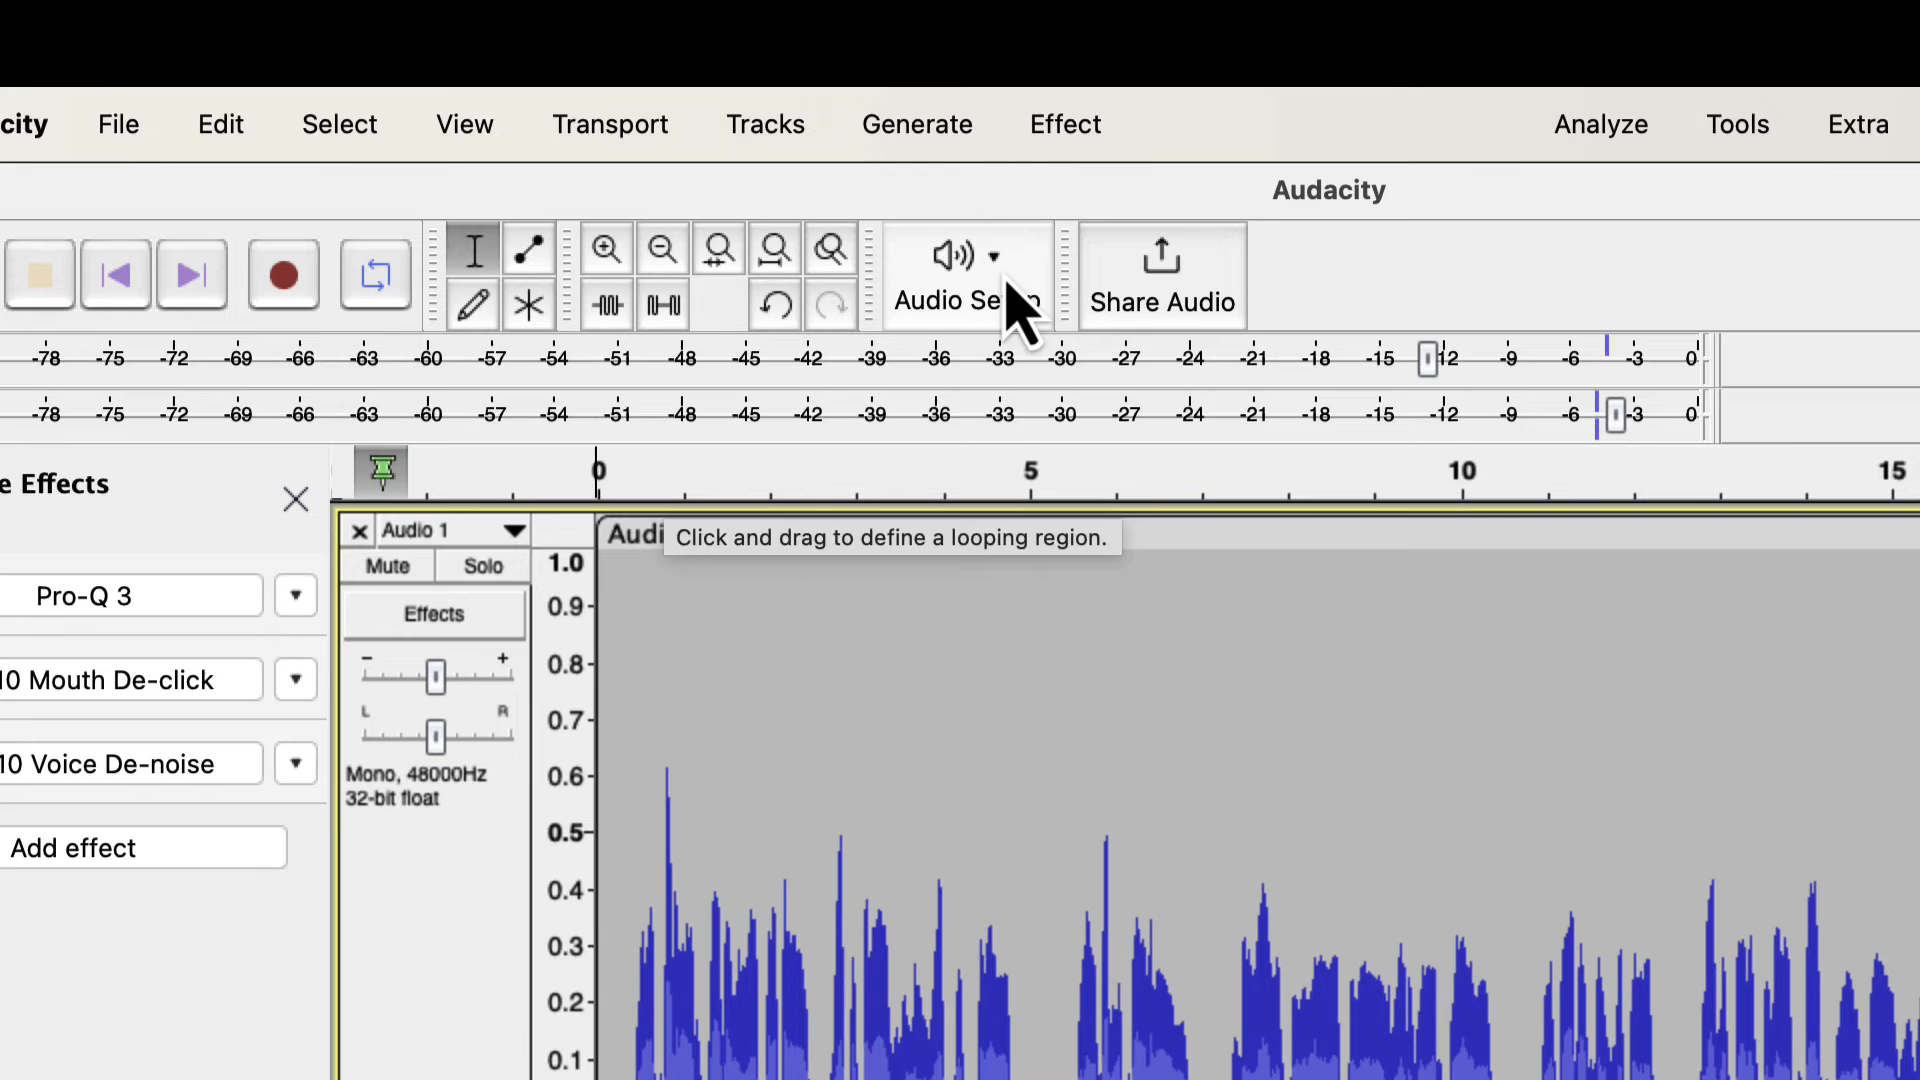 city File Edit Select View Transport Tracks Generate Effect Analyze Tools Extra
Audacity
Audio Se p Share Audio
-78 -75 -72 -69 -66 -63 -60 -57 -54 -51 -48 -45 -42 -39 -36 -33 -30 -27 -24 -21 -18 -15 12 -9 -6 -3 0
-78 -75 -72 -69 -66 -63 -60 -57 -54 -51 -48 -45 -42 -39 -36 -33 -30 -27 -24 -21 -18 -15 -12 -9 -6 -3 0
e Effects
0 5 10 15
Audio 1
Audi
Click and drag to define a looping region.
Mute Solo
Effects
- +
L R
Mono, 48000Hz
32-bit float
1.0
0.9
0.8
0.7
0.6
0.5
0.4
0.3
0.2
0.1
Pro-Q 3
10 Mouth De-click
10 Voice De-noise
Add effect